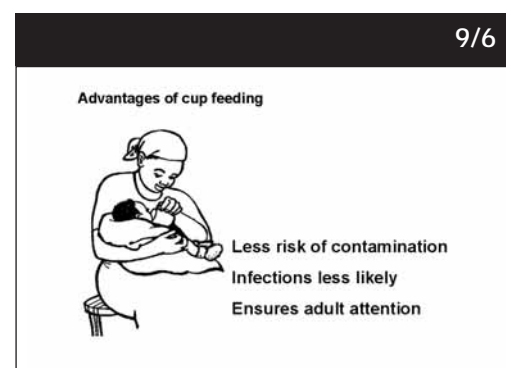 9/6
Advantages of cup feeding
Less risk of contamination
Infections less likely
Ensures adult attention